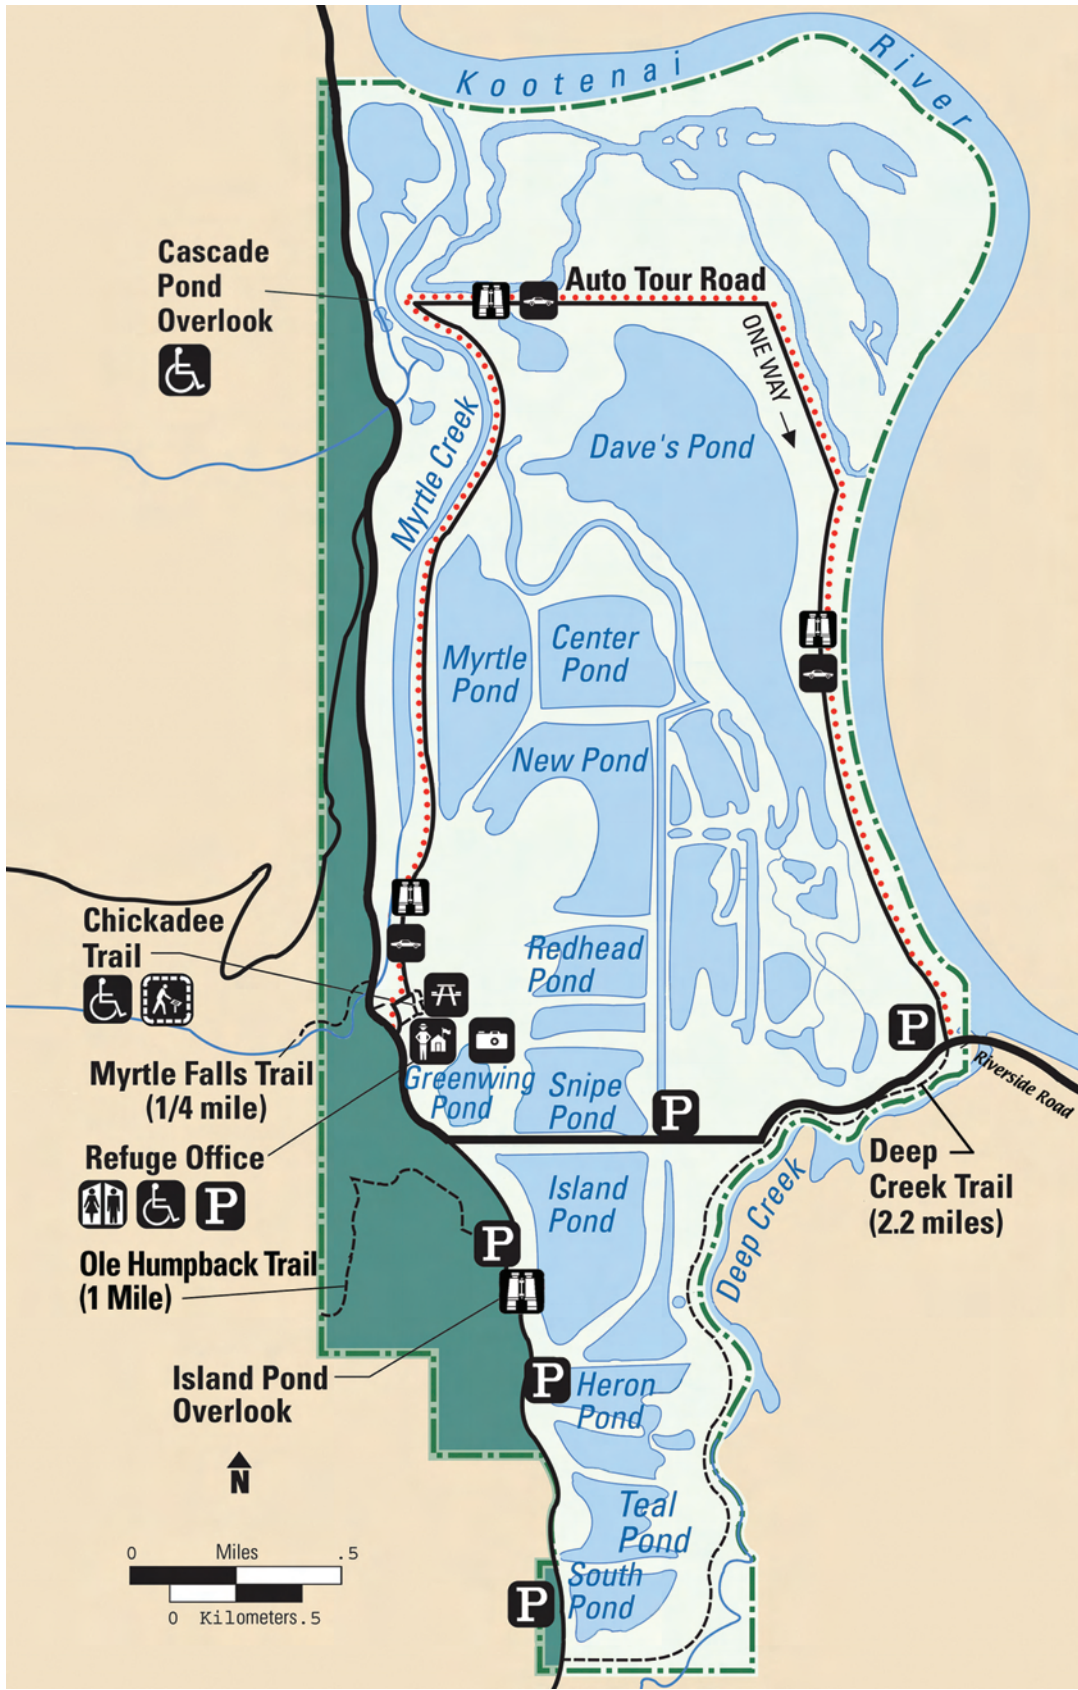 Kootenai River
Cascade
Pond
Overlook
Auto Tour Road
ONE WAY
Myrtle Creek
Dave's Pond
Myrtle
Pond
Center
Pond
New Pond
Chickadee
Trail
Redhead
Pond
Myrtle Falls Trail
(1/4 mile)
Greenwing
Pond
Snipe
Pond
P
P
Riverside Road
Refuge Office
P
Deep
Creek Trail
(2.2 miles)
Island
Pond
Deep Creek
Ole Humpback Trail
(1 Mile)
P
Island Pond
Overlook
P
Heron
Pond
N
Teal
Pond
0 Miles .5
0 Kilometers .5
South
Pond
P